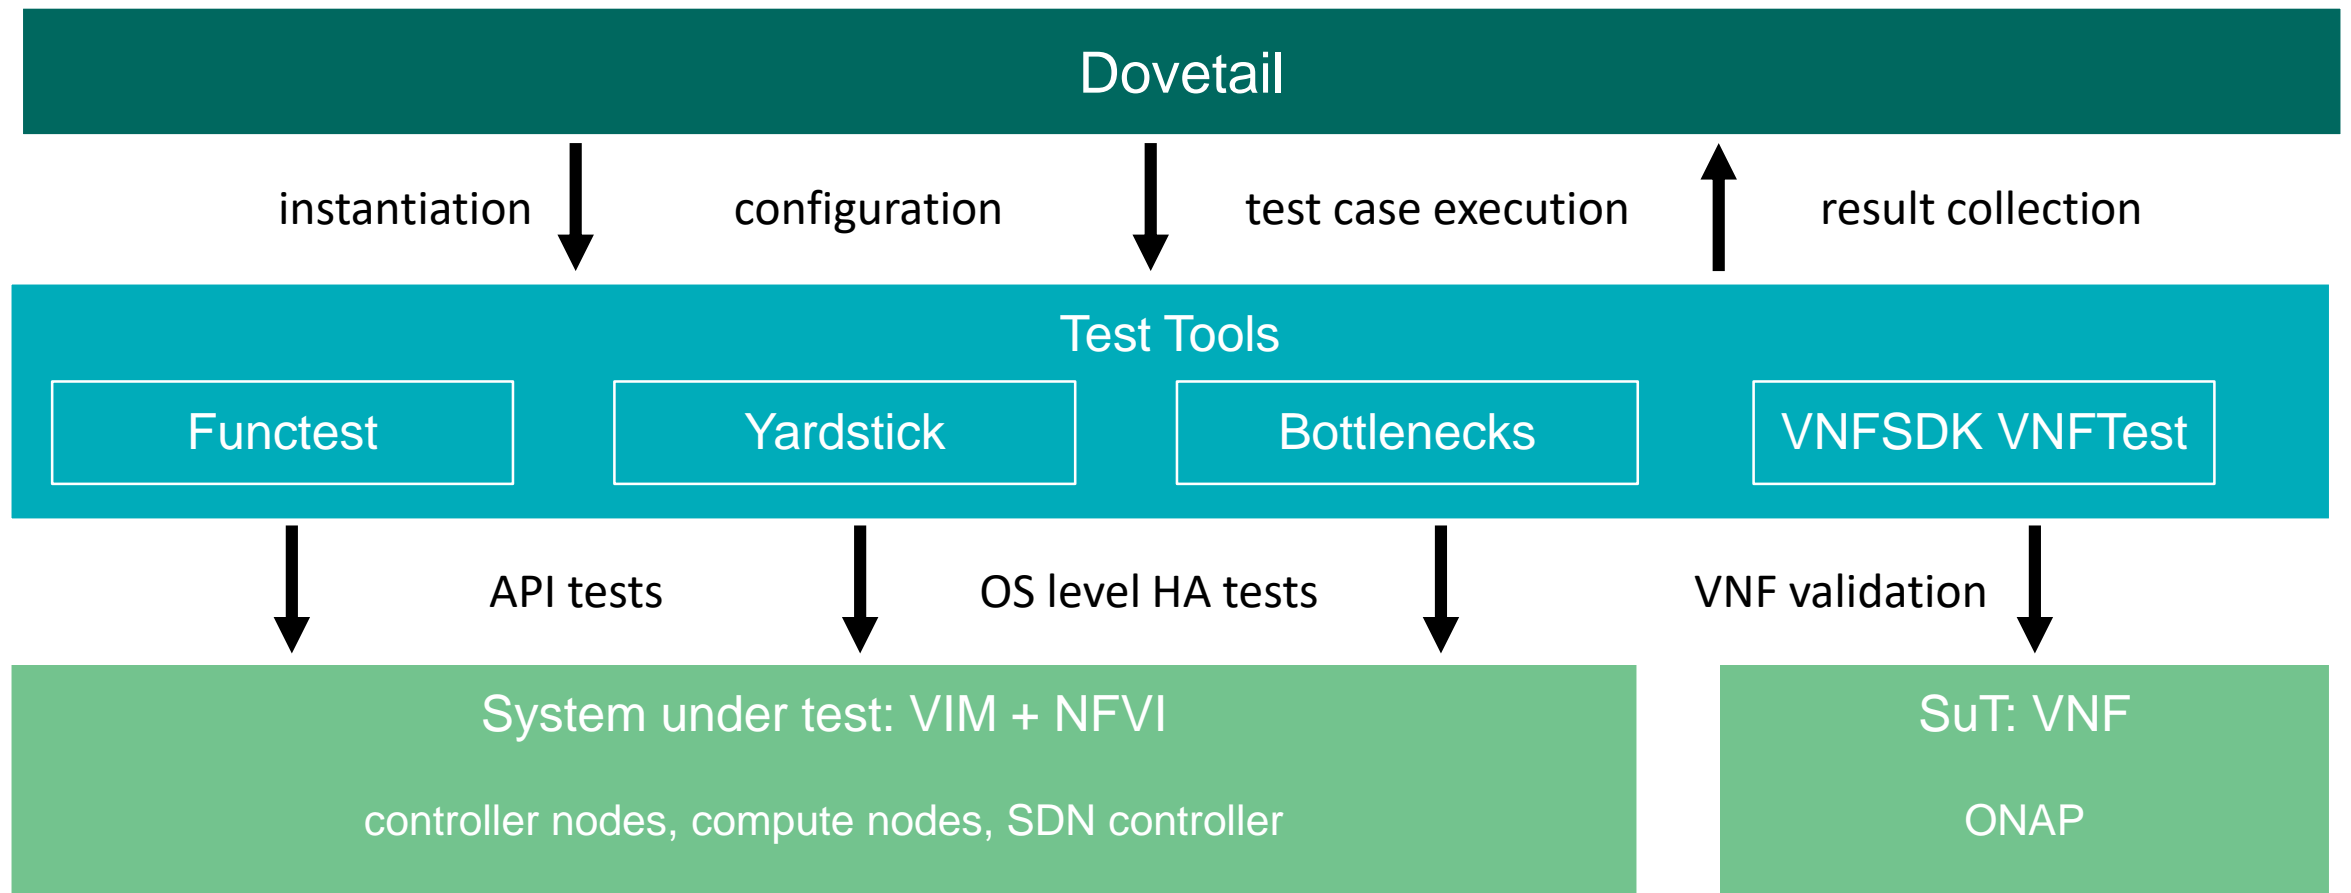 Dovetail
instantiation
configuration
test case execution
result collection
Test Tools
Functest
Yardstick
Bottlenecks
VNFSDK VNFTest
API tests
OS level HA tests
VNF validation
System under test: VIM + NFVI
controller nodes, compute nodes, SDN controller
SuT: VNF
ONAP